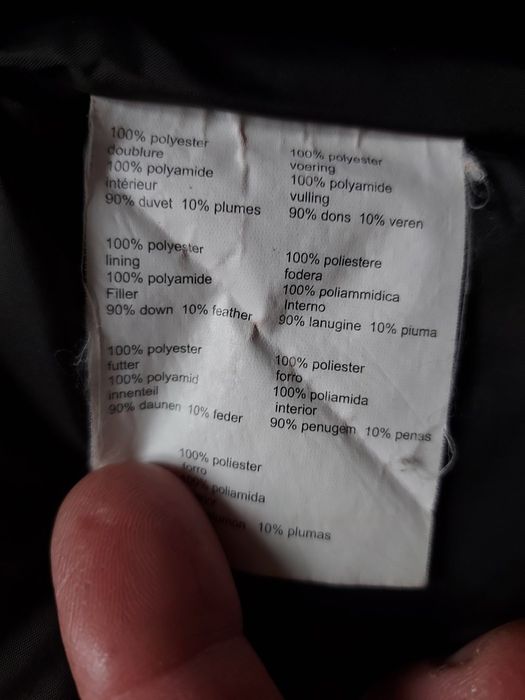 100% polyester
doublure
100% polyamide
intérieur
90% duvet 10% plumes
100% polyester
voering
100% polyamide
vulling
90% dons 10% veren
100% polyester
lining
100% polyamide
Filler
90% down 10% feather
100% poliestere
fodera
100% poliammidica
Interno
90% lanugine 10% piuma
100% polyester
futter
100% polyamid
innenteil
90% daunen 10% feder
100% poliester
forro
100% poliamida
interior
90% penugem 10% penas
100% poliester
forro
100% poliamida
10% plumas